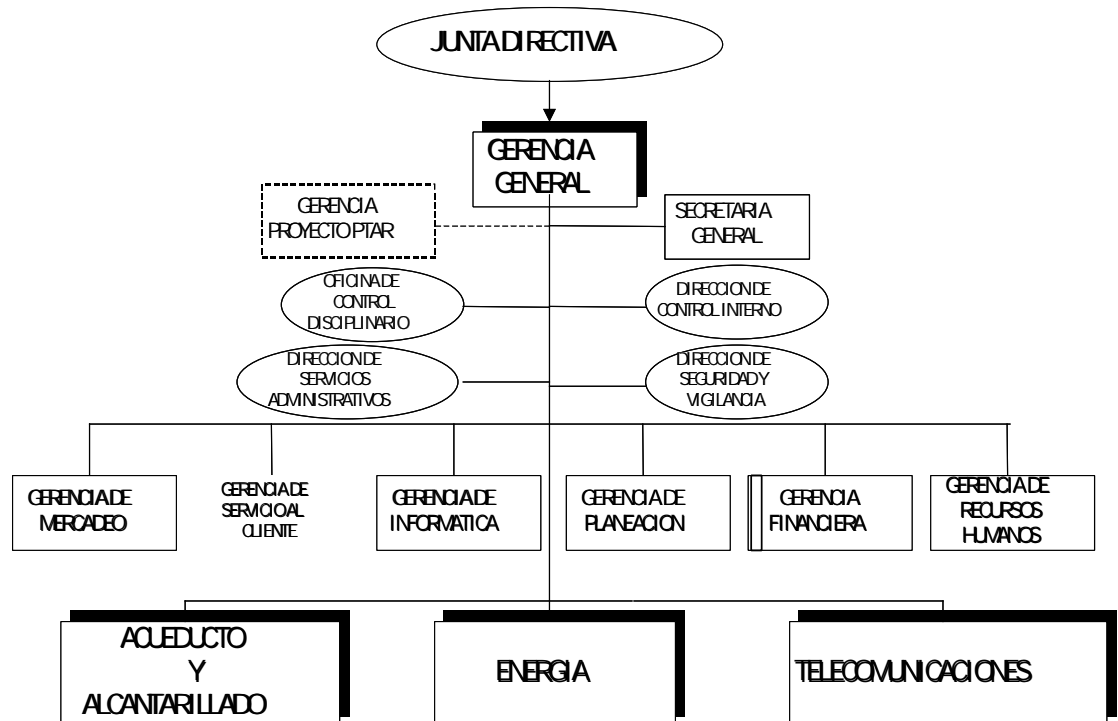 JUNTA DIRECTIVA
GERENCIA
GENERAL
GERENCIA
PROYECTO PTAR
SECRETARIA
GENERAL
OFICINA DE
CONTROL
DISCIPLINARIO
DIRECCION DE
CONTROL INTERNO
DIRECCION DE
SERVICIOS
ADMINISTRATIVOS
DIRECCION DE
SEGURIDAD Y
VIGILANCIA
GERENCIA DE
MERCADEO
GERENCIA DE
SERVICIO AL
CLIENTE
GERENCIA DE
INFORMATICA
GERENCIA DE
PLANEACION
GERENCIA
FINANCIERA
GERENCIA DE
RECURSOS
HUMANOS
ACUEDUCTO
Y
ALCANTARILLADO
ENERGIA
TELECOMUNICACIONES